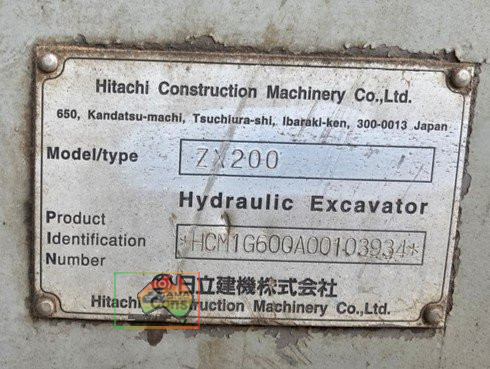 Hitachi Construction Machinery Co.,Ltd.
650, Kandatsu-machi, Tsuchiura-shi, Ibaraki-ken, 300-0013 Japan
Model/type ZX200
Hydraulic Excavator
Product
Identification *HCM1G600A00103934*
Number
日立建機株式会社
Hitachi Construction Machinery Co.,Ltd.